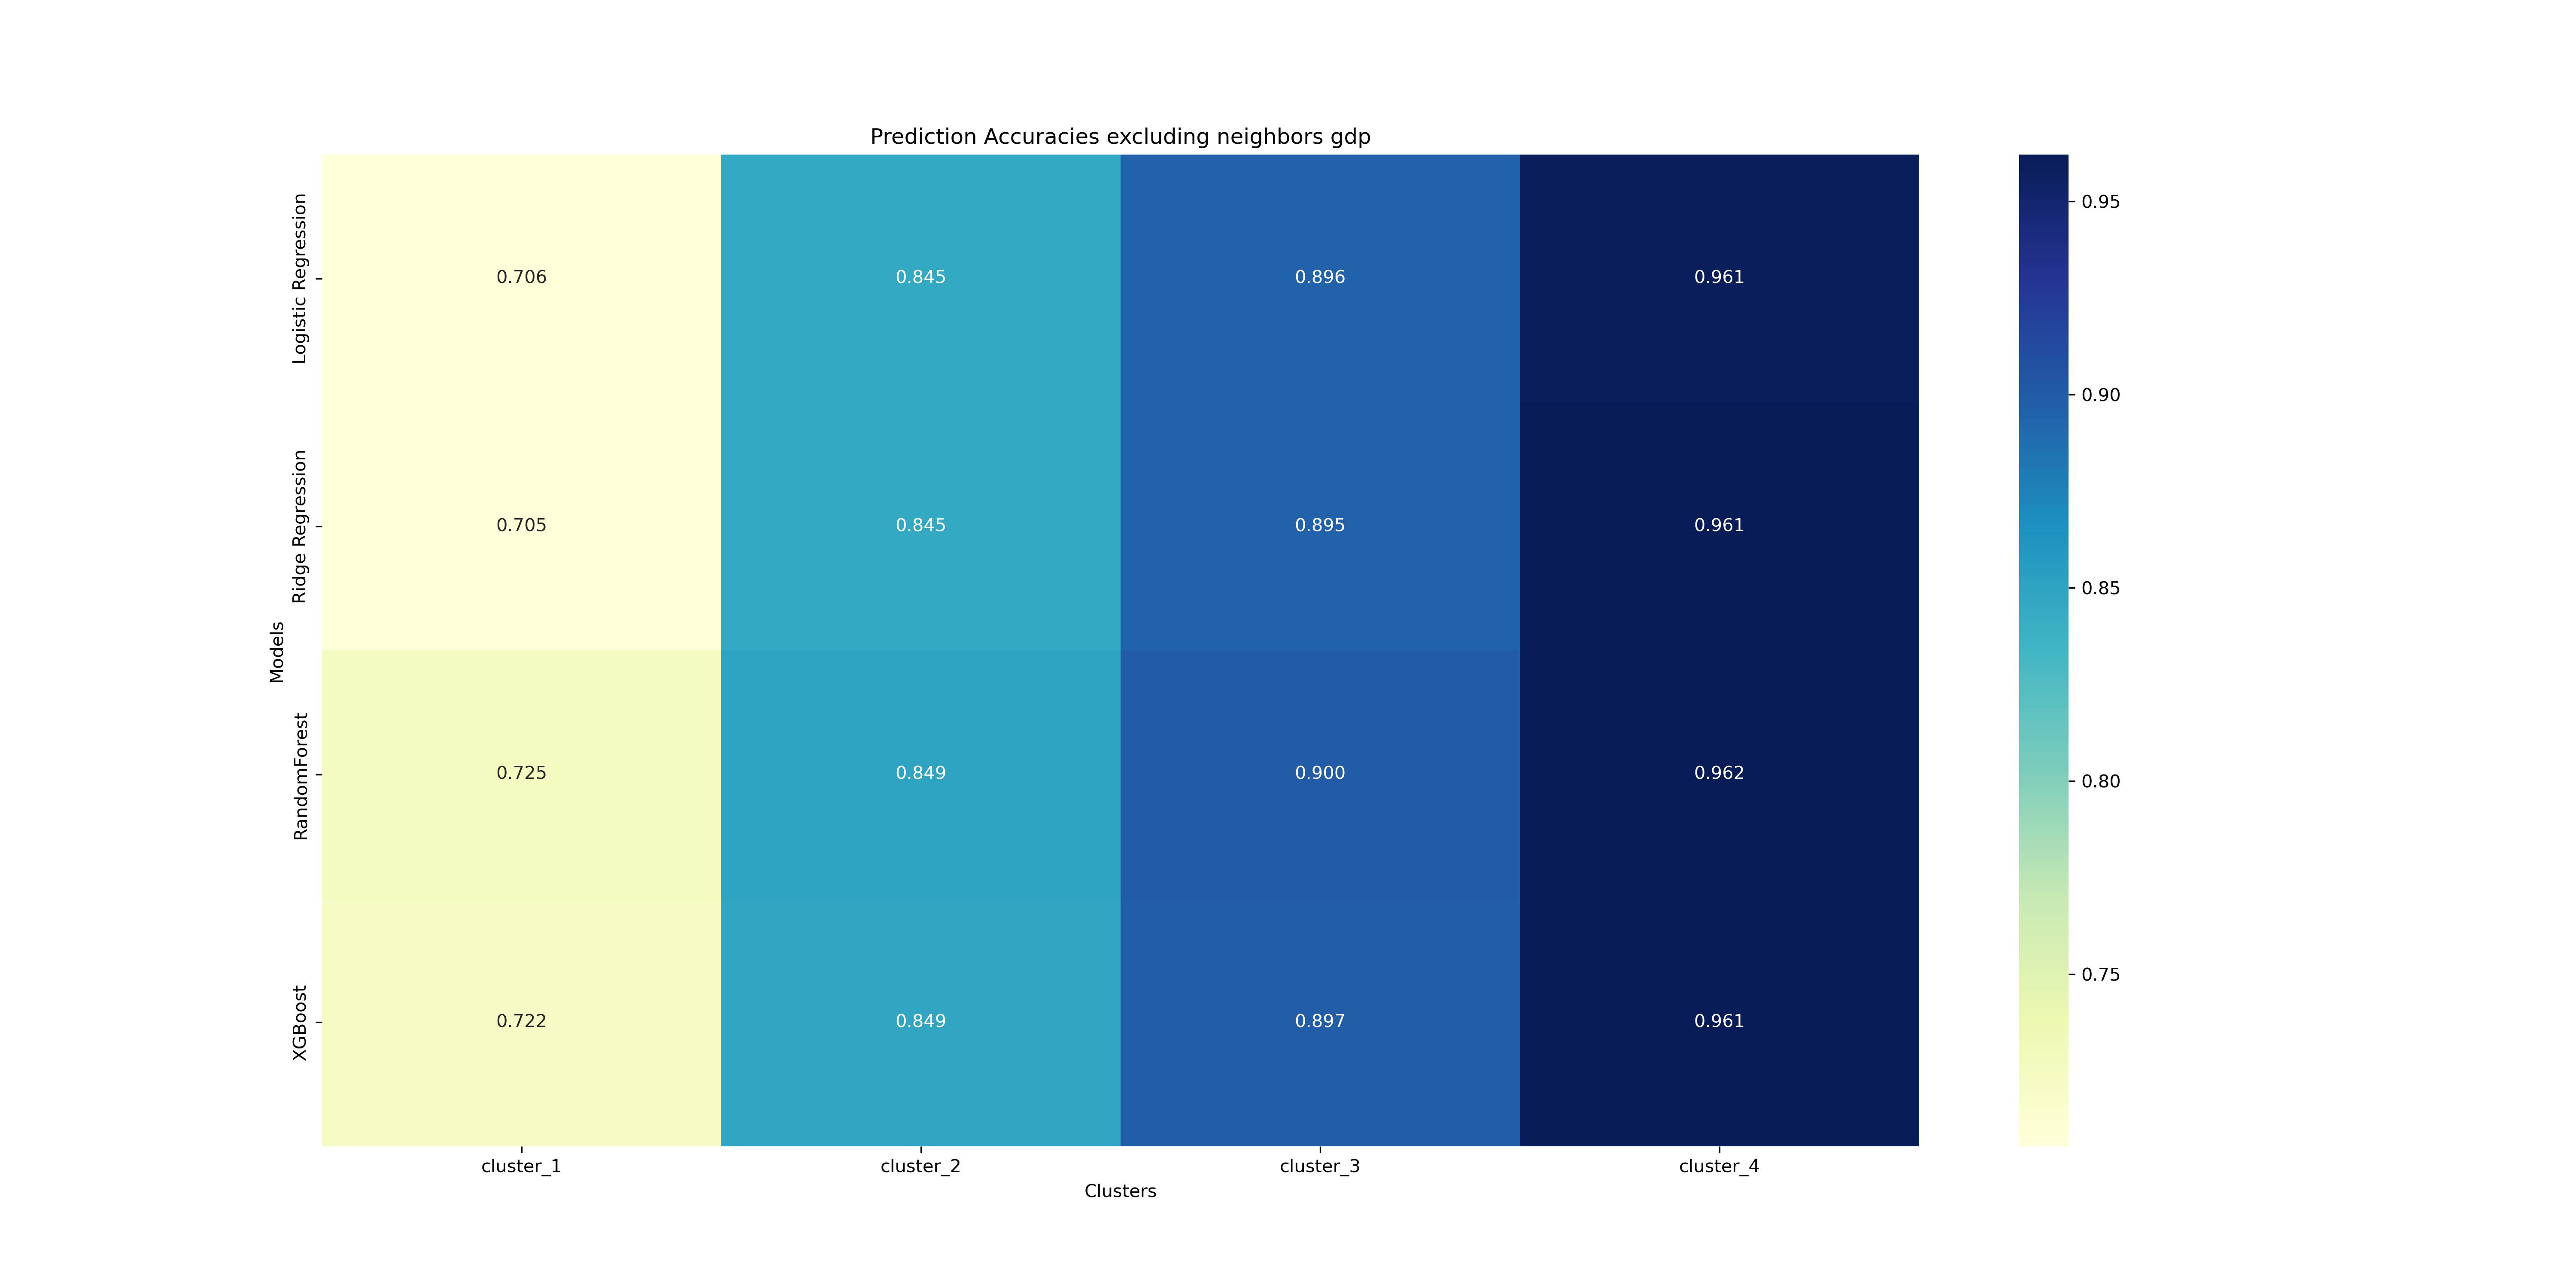 Prediction Accuracies excluding neighbors gdp
Models
Logistic Regression
0.706 0.845 0.896 0.961
Ridge Regression
0.705 0.845 0.895 0.961
RandomForest
0.725 0.849 0.900 0.962
XGBoost
0.722 0.849 0.897 0.961
cluster_1 cluster_2 cluster_3 cluster_4
Clusters
0.95
0.90
0.85
0.80
0.75